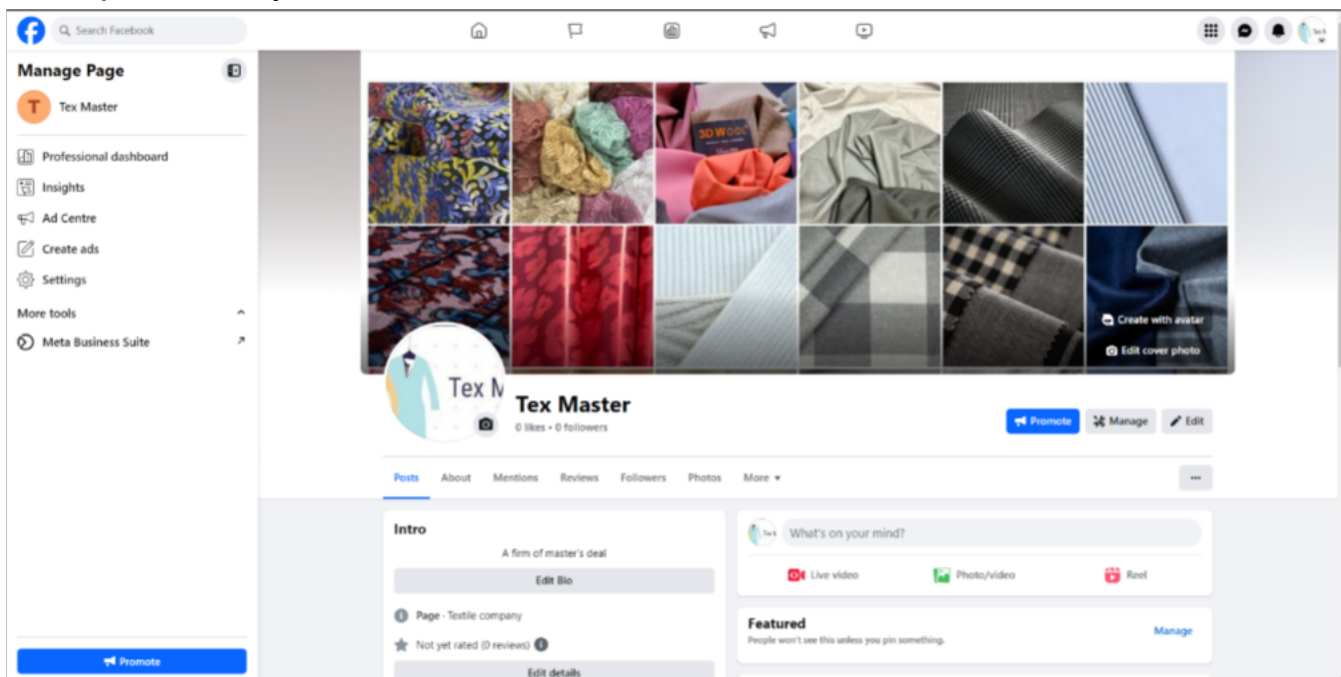 Search Facebook
Manage Page
T Tex Master
Professional dashboard
Insights
Ad Centre
Create ads
Settings
More tools
Meta Business Suite
Promote
3D WOOL
Create with avatar
Edit cover photo
Tex M
Tex Master
0 likes • 0 followers
Promote Manage Edit
Posts About Mentions Reviews Followers Photos More
Intro
A firm of master's deal
Edit Bio
Page · Textile company
Not yet rated (0 reviews)
Edit details
What's on your mind?
Live video Photo/video Reel
Featured
People won't see this unless you pin something.
Manage